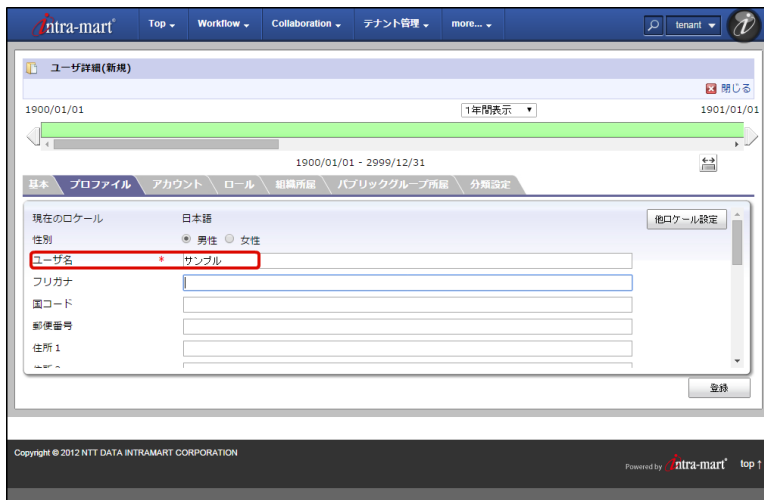 intra-mart Top Workflow Collaboration テナント管理 more... tenant
ユーザ詳細(新規)
閉じる
1900/01/01 1年間表示 1901/01/01
1900/01/01 - 2999/12/31
基本 プロファイル アカウント ロール 組織所属 パブリックグループ所属 分類設定
現在のロケール 日本語 他ロケール設定
性別 男性 女性
ユーザ名 * サンプル
フリガナ
国コード
郵便番号
住所1
登録
Copyright © 2012 NTT DATA INTRAMART CORPORATION
Powered by intra-mart top ↑